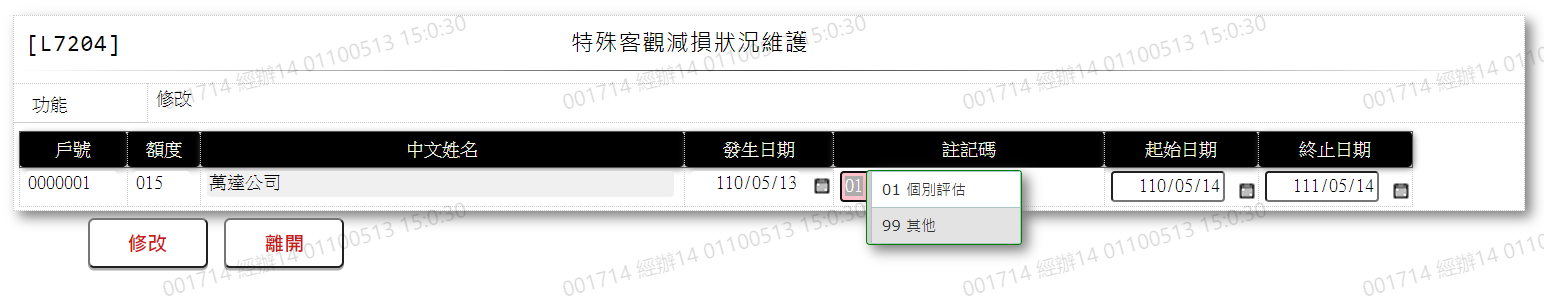 [L7204]
特殊客觀減損狀況維護
功能 修改
戶號 額度 中文姓名 發生日期 註記碼 起始日期 終止日期
0000001 015 萬達公司 110/05/13 01 110/05/14 111/05/14
01 個別評估
99 其他
修改 離開
001714 經辦14 01100513 15:0:30